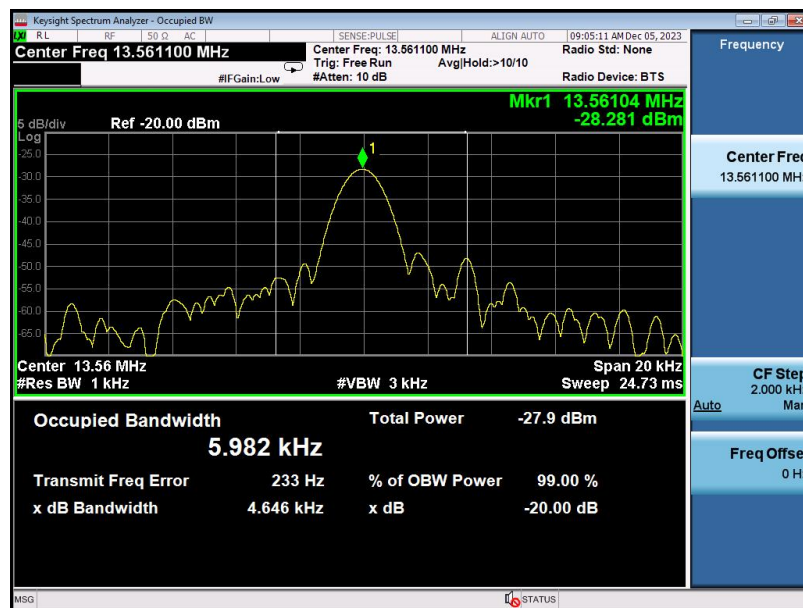 Keysight Spectrum Analyzer - Occupied BW
LXI RL RF 50 Ω AC SENSE:PULSE ALIGN AUTO 09:05:11 AM Dec 05, 2023
Center Freq 13.561100 MHz
Center Freq: 13.561100 MHz
Radio Std: None
Trig: Free Run Avg|Hold:>10/10
#IFGain:Low #Atten: 10 dB Radio Device: BTS
Mkr1 13.56104 MHz
-28.281 dBm
5 dB/div Ref -20.00 dBm
Log
-25.0
1
-30.0
-35.0
-40.0
-45.0
-50.0
-55.0
-60.0
-65.0
Center 13.56 MHz Span 20 kHz
#Res BW 1 kHz #VBW 3 kHz Sweep 24.73 ms
Occupied Bandwidth Total Power -27.9 dBm
5.982 kHz
Transmit Freq Error 233 Hz % of OBW Power 99.00 %
x dB Bandwidth 4.646 kHz x dB -20.00 dB
MSG STATUS
Frequency
Center Freq
13.561100 MHz
CF Step
2.000 kHz
Auto Man
Freq Offse
0 Hz